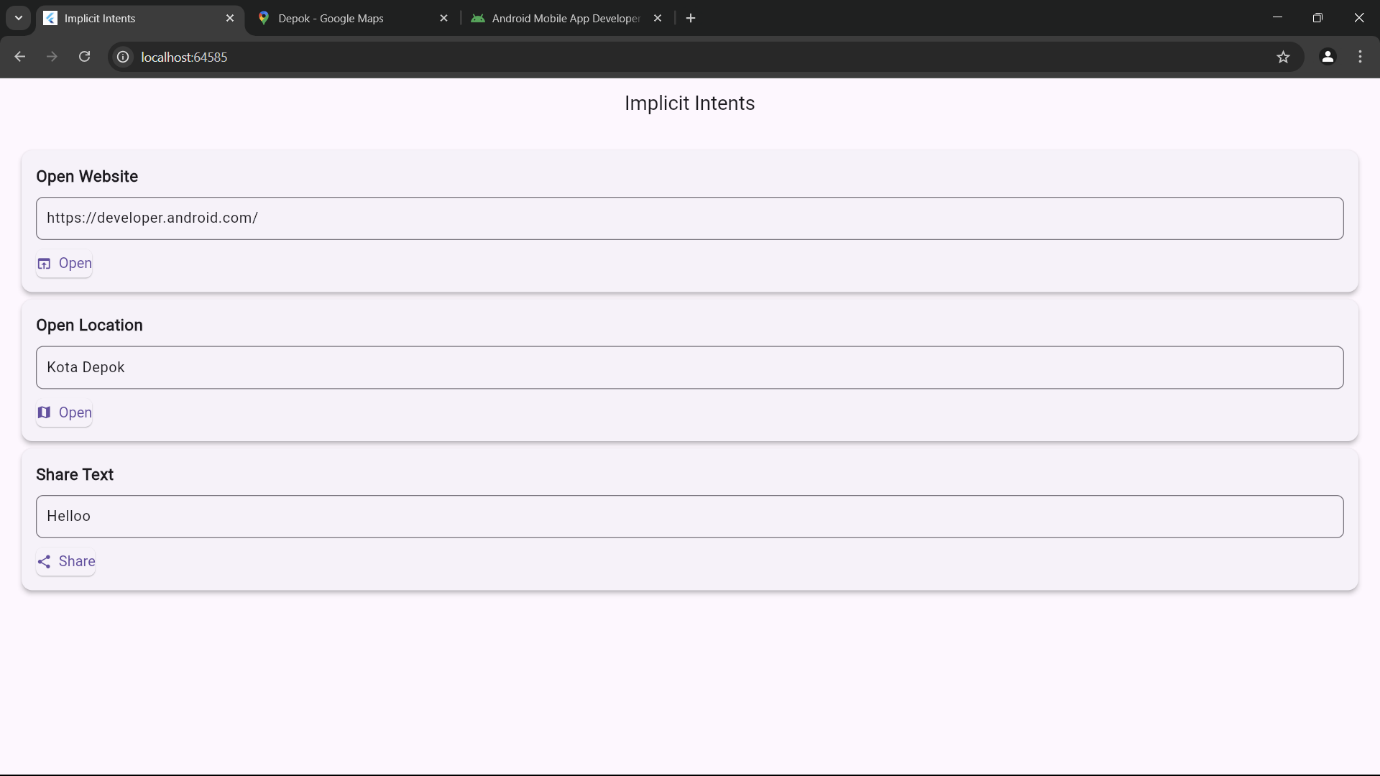 Implicit Intents
Depok - Google Maps
Android Mobile App Developer
localhost:64585
Implicit Intents
Open Website
https://developer.android.com/
Open
Open Location
Kota Depok
Open
Share Text
Helloo
Share